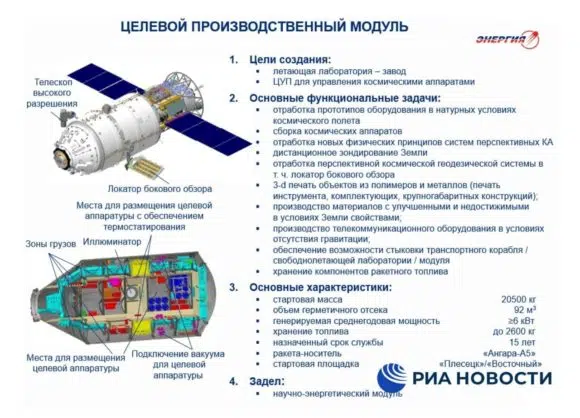 ЦЕЛЕВОЙ ПРОИЗВОДСТВЕННЫЙ МОДУЛЬ
ЭНЕРГИЯ
Телескоп
высокого
разрешения
Локатор бокового обзора
Места для размещения целевой
аппаратуры с обеспечением
термостатирования
Зоны грузов
Иллюминатор
Места для размещения
целевой аппаратуры
Подключение вакуума
для целевой
аппаратуры
1. Цели создания:
• летающая лаборатория – завод
• ЦУП для управления космическими аппаратами
2. Основные функциональные задачи:
• отработка прототипов оборудования в натурных условиях
космического полета
• сборка космических аппаратов
• отработка новых физических принципов систем перспективных КА
• дистанционное зондирование Земли
• отработка перспективной космической геодезической системы в
т. ч. локатор бокового обзора
• 3-d печать объектов из полимеров и металлов (печать
инструмента, комплектующих, крупногабаритных конструкций);
• производство материалов с улучшенными и недостижимыми
в условиях Земли свойствами;
• производство телекоммуникационного оборудования в условиях
отсутствия гравитации;
• обеспечение возможности стыковки транспортного корабля /
свободнолетающей лаборатории / модуля
• хранение компонентов ракетного топлива
3. Основные характеристики:
• стартовая масса 20500 кг
• объем герметичного отсека 92 м³
• генерируемая среднегодовая мощность ≥6 кВт
• хранение топлива до 2600 кг
• назначенный срок службы 15 лет
• ракета-носитель «Ангара-А5»
• стартовая площадка «Плесецк»/«Восточный»
4. Задел:
• научно-энергетический модуль
РИА НОВОСТИ